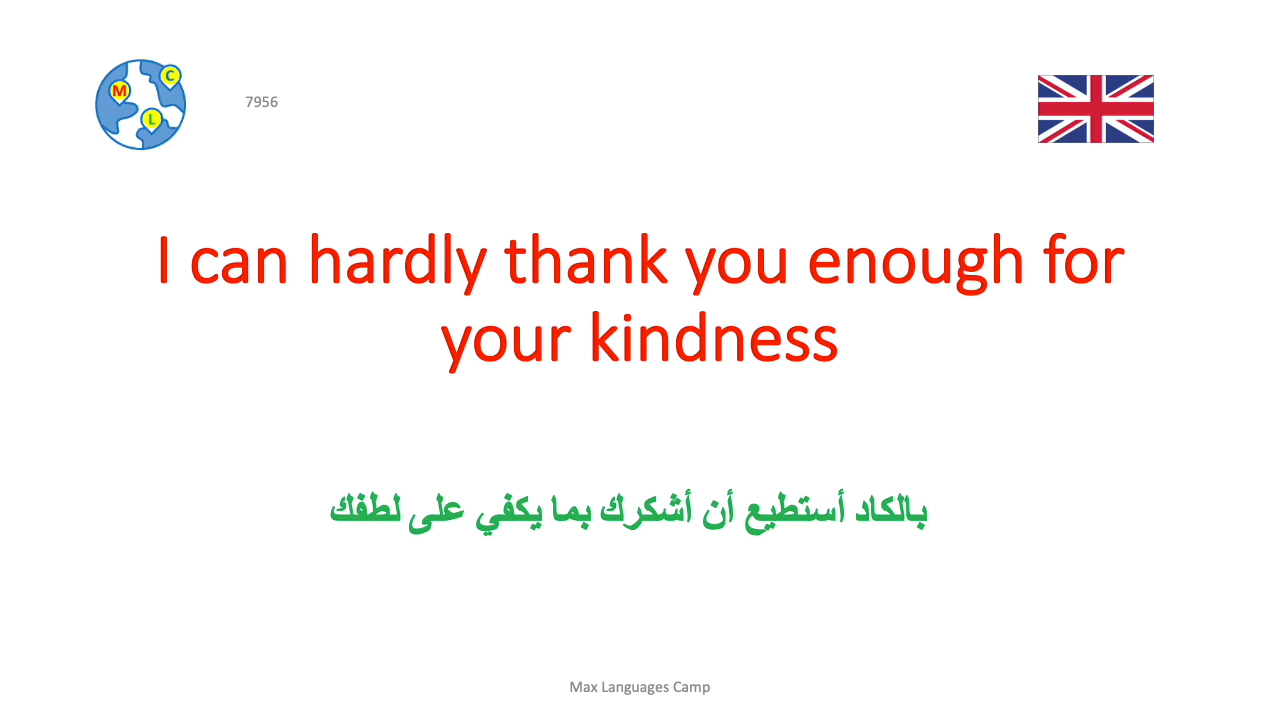 M
C
L
7956
I can hardly thank you enough for
your kindness
بالكاد أستطيع أن أشكرك بما يكفي على لطفك
Max Languages Camp